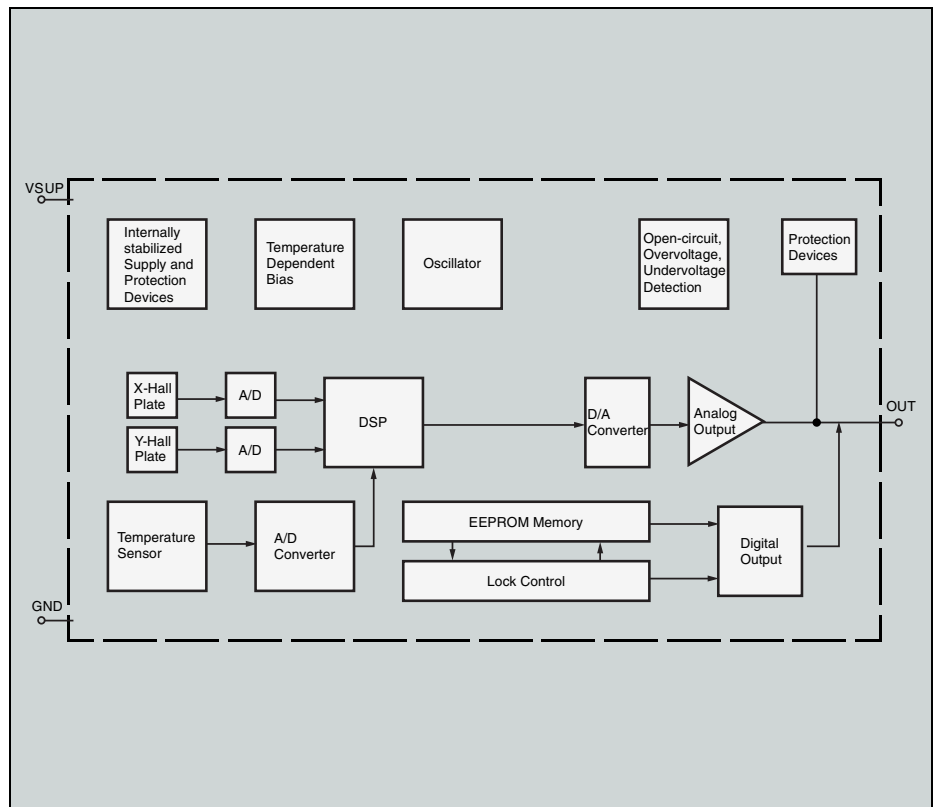 VSUP
Internally
stabilized
Supply and
Protection
Devices
Temperature
Dependent
Bias
Oscillator
Open-circuit,
Overvoltage,
Undervoltage
Detection
Protection
Devices
X-Hall
Plate
A/D
DSP
D/A
Converter
Analog
Output
OUT
Y-Hall
Plate
A/D
Temperature
Sensor
A/D
Converter
EEPROM Memory
Lock Control
Digital
Output
GND